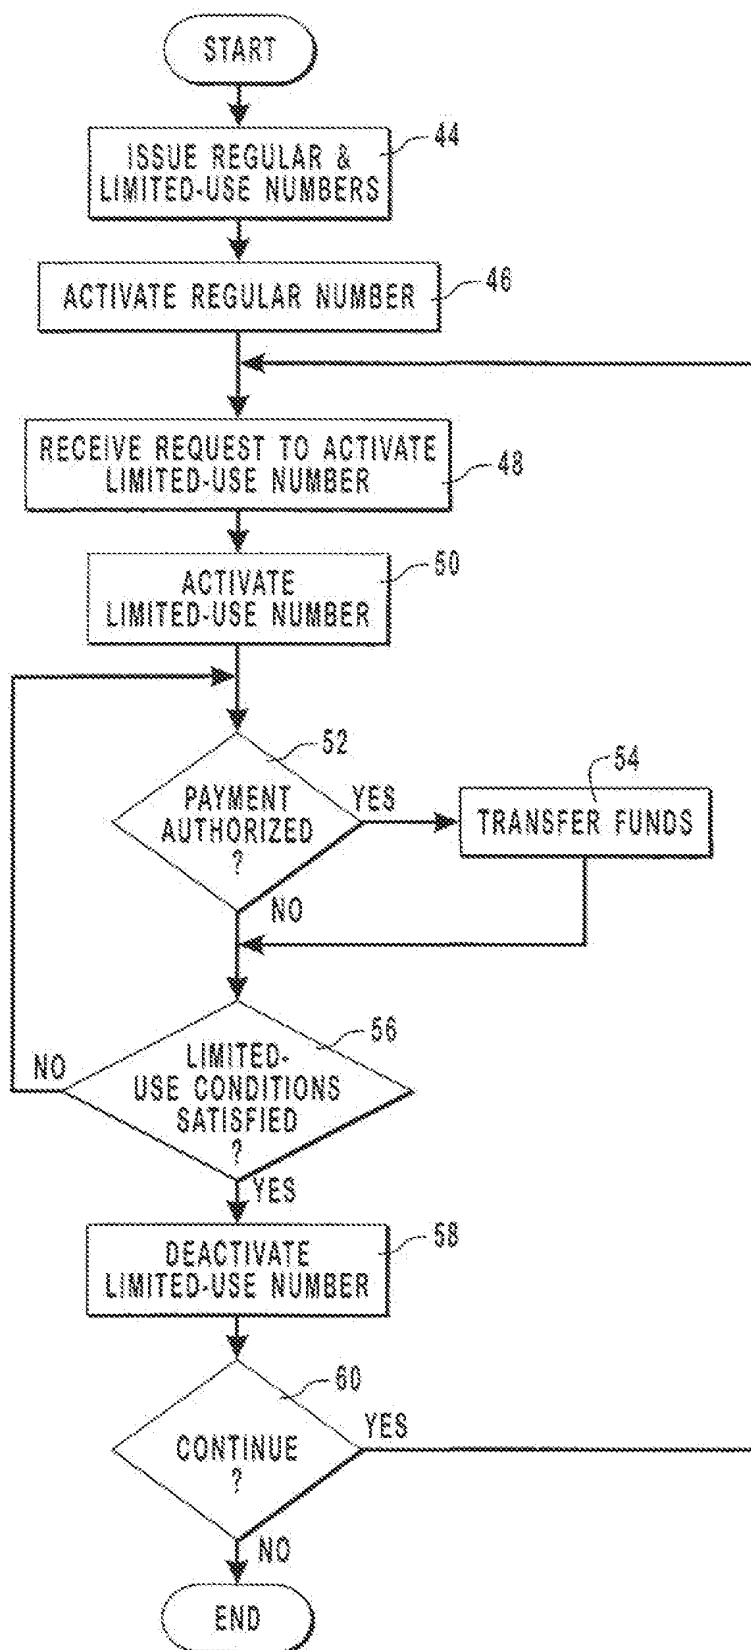 START
44
ISSUE REGULAR &
LIMITED-USE NUMBERS
46
ACTIVATE REGULAR NUMBER
RECEIVE REQUEST TO ACTIVATE
LIMITED-USE NUMBER
48
50
ACTIVATE
LIMITED-USE NUMBER
52
54
PAYMENT
AUTHORIZED
?
YES
TRANSFER FUNDS
NO
56
NO
LIMITED-
USE CONDITIONS
SATISFIED
?
YES
58
DEACTIVATE
LIMITED-USE NUMBER
60
YES
CONTINUE
?
NO
END